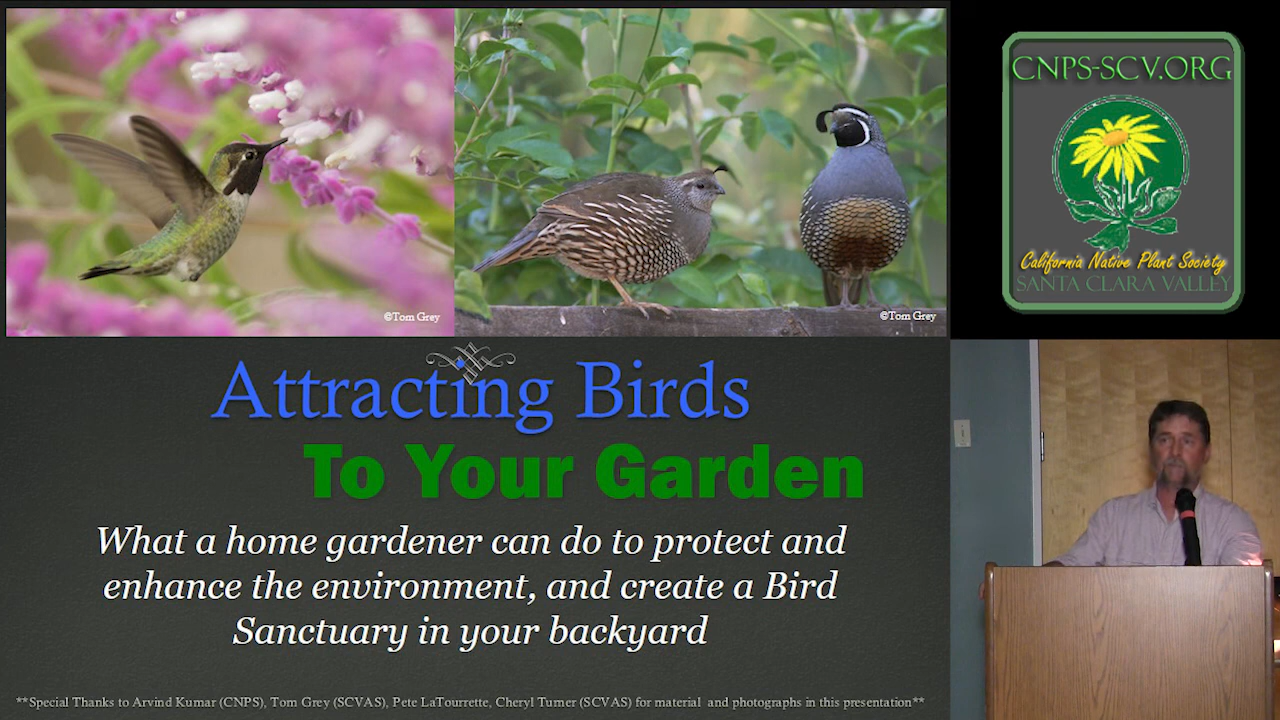 ©Tom Grey
©Tom Grey
CNPS-SCV.ORG
California Native Plant Society
SANTA CLARA VALLEY
Attracting Birds
To Your Garden
What a home gardener can do to protect and
enhance the environment, and create a Bird
Sanctuary in your backyard
**Special Thanks to Arvind Kumar (CNPS), Tom Grey (SCVAS), Pete LaTourrette, Cheryl Turner (SCVAS) for material and photographs in this presentation**